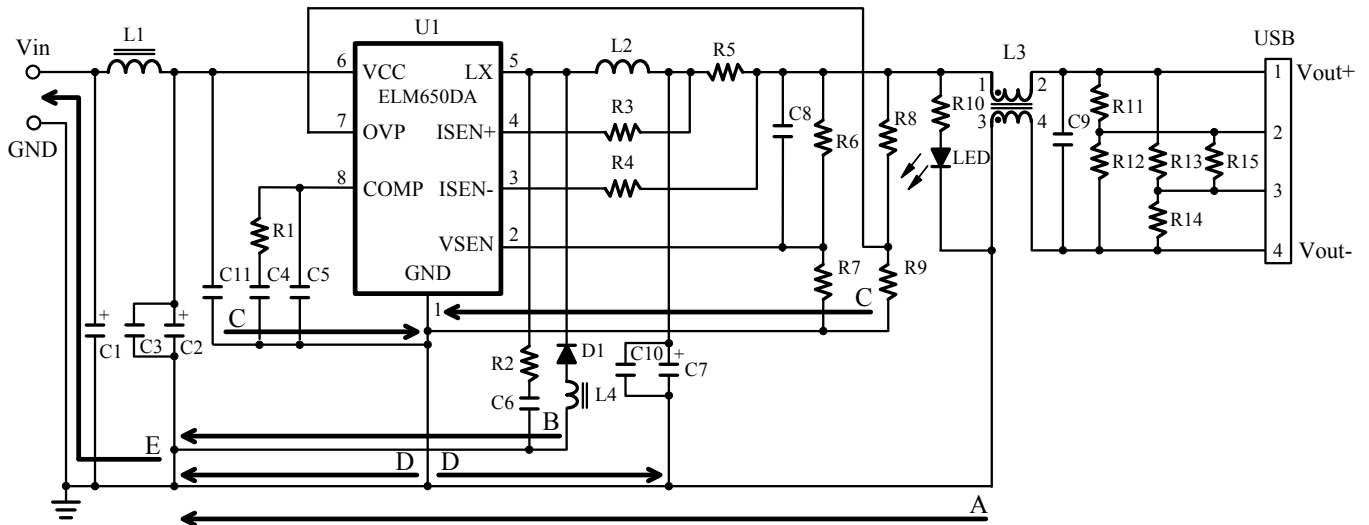 L1
Vin
GND
U1
6 VCC LX 5
ELM650DA
7 OVP ISEN+ 4
8 COMP ISEN- 3
VSEN 2
GND
1
L2
R5
R3
R4
C8
R6
R8
R10
LED
L3
1 2
3 4
C9
R11
R12
R13
R15
R14
USB
1 Vout+
2
3
4 Vout-
R1
C11
C4
C5
R7
R9
C
C
+
C1
C3
+
C2
R2
C6
D1
L4
C10
+
C7
B
E
D
D
A